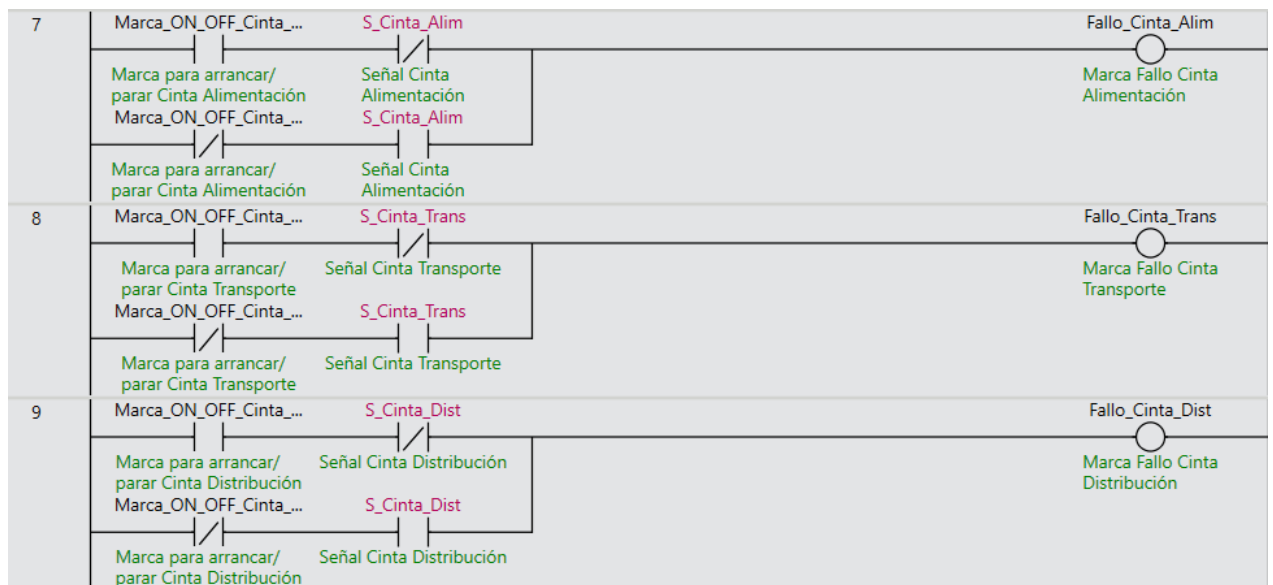 7
Marca_ON_OFF_Cinta_... S_Cinta_Alim Fallo_Cinta_Alim
Marca para arrancar/ Señal Cinta Marca Fallo Cinta
parar Cinta Alimentación Alimentación Alimentación
Marca_ON_OFF_Cinta_... S_Cinta_Alim
Marca para arrancar/ Señal Cinta
parar Cinta Alimentación Alimentación
8
Marca_ON_OFF_Cinta_... S_Cinta_Trans Fallo_Cinta_Trans
Marca para arrancar/ Señal Cinta Transporte Marca Fallo Cinta
parar Cinta Transporte Transporte
Marca_ON_OFF_Cinta_... S_Cinta_Trans
Marca para arrancar/ Señal Cinta Transporte
parar Cinta Transporte
9
Marca_ON_OFF_Cinta_... S_Cinta_Dist Fallo_Cinta_Dist
Marca para arrancar/ Señal Cinta Distribución Marca Fallo Cinta
parar Cinta Distribución Distribución
Marca_ON_OFF_Cinta_... S_Cinta_Dist
Marca para arrancar/ Señal Cinta Distribución
parar Cinta Distribución